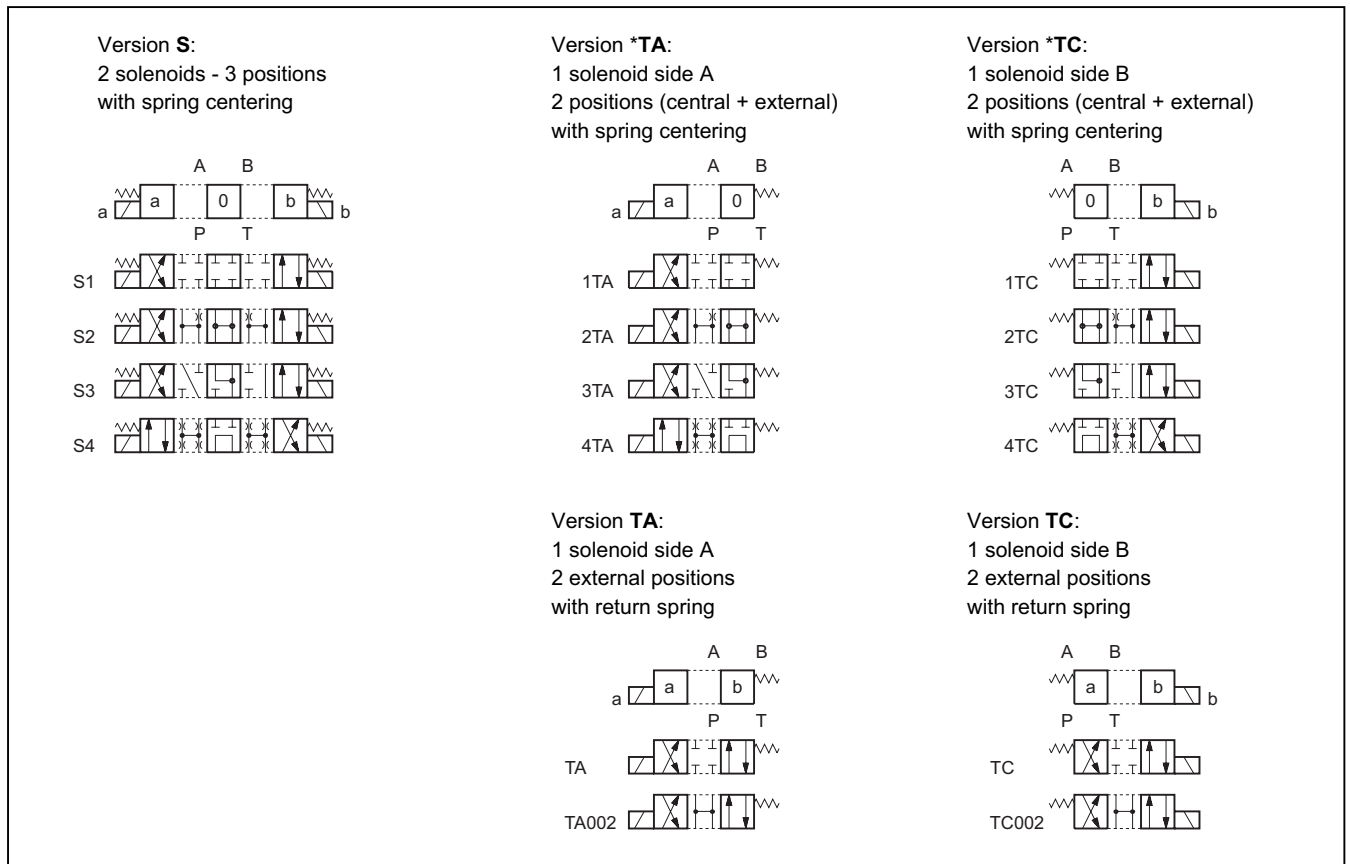 Version S:
2 solenoids - 3 positions
with spring centering
A B
a 0 b
a b
P T
S1
S2
S3
S4
Version *TA:
1 solenoid side A
2 positions (central + external)
with spring centering
A B
a 0
a
P T
1TA
2TA
3TA
4TA
Version *TC:
1 solenoid side B
2 positions (central + external)
with spring centering
A B
0 b
b
P T
1TC
2TC
3TC
4TC
Version TA:
1 solenoid side A
2 external positions
with return spring
A B
a b
a
P T
TA
TA002
Version TC:
1 solenoid side B
2 external positions
with return spring
A B
a b
b
P T
TC
TC002